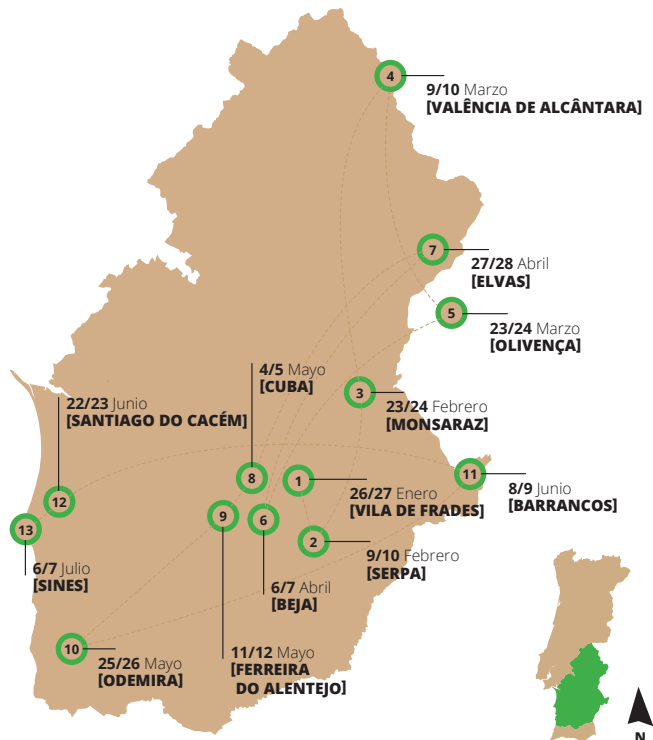 4
9/10 Marzo
[VALÊNCIA DE ALCÂNTARA]
7
27/28 Abril
[ELVAS]
5
23/24 Marzo
[OLIVENÇA]
4/5 Mayo
[CUBA]
3
23/24 Febrero
[MONSARAZ]
22/23 Junio
[SANTIAGO DO CACÉM]
8
1
11
26/27 Enero
[VILA DE FRADES]
8/9 Junio
[BARRANCOS]
12
9
6
13
2
9/10 Febrero
[SERPA]
6/7 Julio
[SINES]
6/7 Abril
[BEJA]
10
25/26 Mayo
[ODEMIRA]
11/12 Mayo
[FERREIRA
DO ALENTEJO]
N